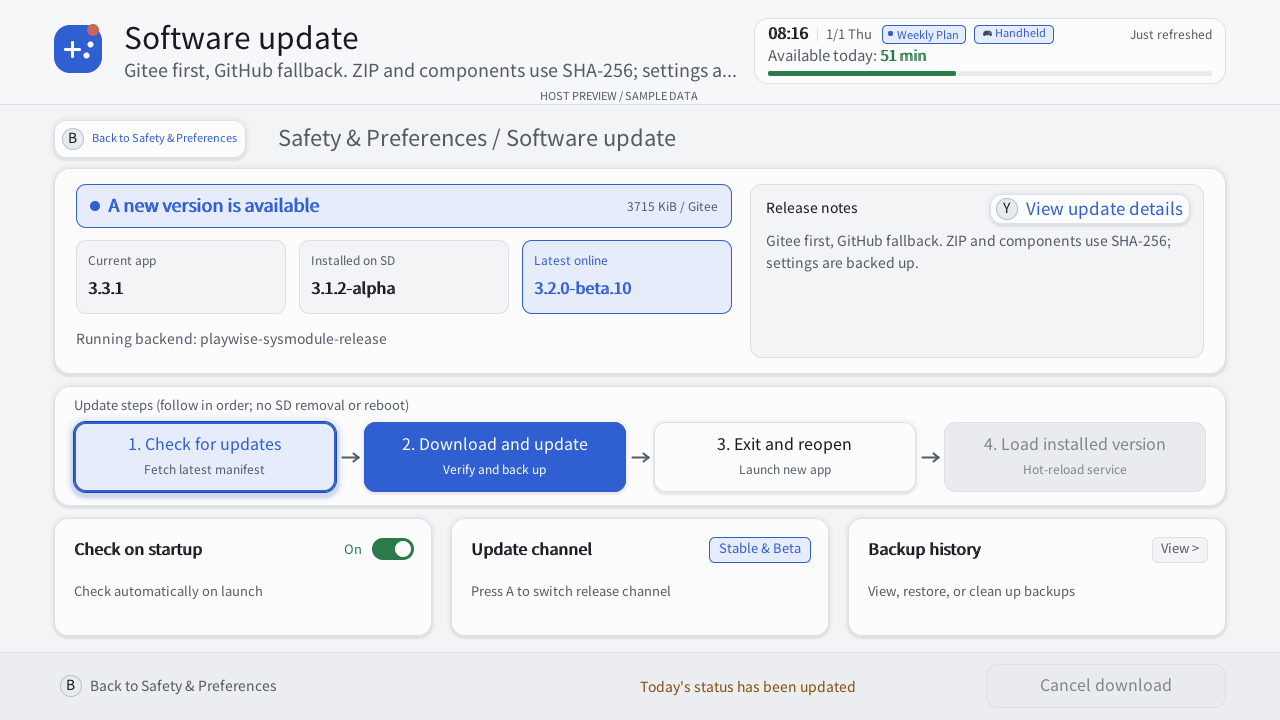 Software update
Gitee first, GitHub fallback. ZIP and components use SHA-256; settings a...
08:16
1/1 Thu
Weekly Plan
Handheld
Just refreshed
Available today: 51 min
HOST PREVIEW / SAMPLE DATA
B Back to Safety & Preferences
Safety & Preferences / Software update
A new version is available
3715 KiB / Gitee
Current app
3.3.1
Installed on SD
3.1.2-alpha
Latest online
3.2.0-beta.10
Running backend: playwise-sysmodule-release
Release notes
Y View update details
Gitee first, GitHub fallback. ZIP and components use SHA-256;
settings are backed up.
Update steps (follow in order; no SD removal or reboot)
1. Check for updates
Fetch latest manifest
2. Download and update
Verify and back up
3. Exit and reopen
Launch new app
4. Load installed version
Hot-reload service
Check on startup
On
Check automatically on launch
Update channel
Stable & Beta
Press A to switch release channel
Backup history
View >
View, restore, or clean up backups
B Back to Safety & Preferences
Today's status has been updated
Cancel download